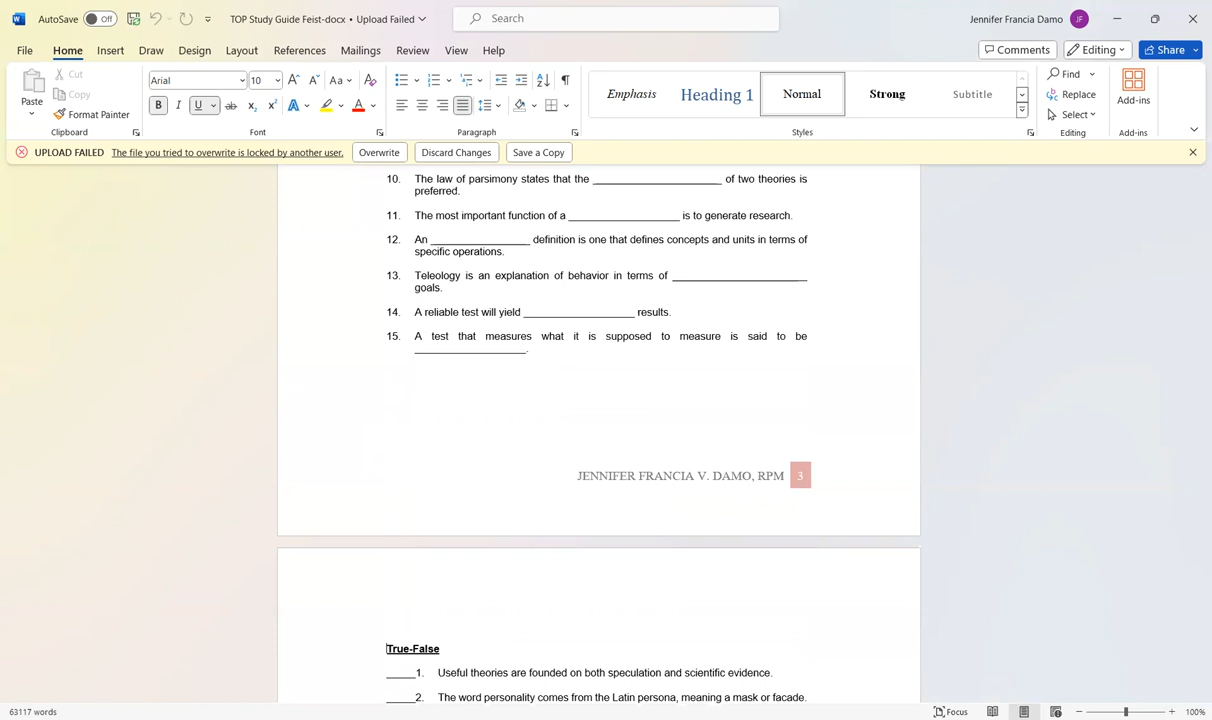 AutoSave Off TOP Study Guide Feist-docx • Upload Failed Search Jennifer Francia Damo JF
File Home Insert Draw Design Layout References Mailings Review View Help Comments Editing Share
Paste Cut Copy Format Painter Clipboard
Arial 10 Aa Font
B I U ab x₂ x² A A
Paragraph
Emphasis Heading 1 Normal Strong Subtitle Styles
Find Replace Select Editing
Add-ins Add-ins
UPLOAD FAILED The file you tried to overwrite is locked by another user. Overwrite Discard Changes Save a Copy
10. The law of parsimony states that the ______________________ of two theories is
preferred.
11. The most important function of a ___________________ is to generate research.
12. An _________________ definition is one that defines concepts and units in terms of
specific operations.
13. Teleology is an explanation of behavior in terms of _______________________
goals.
14. A reliable test will yield ___________________ results.
15. A test that measures what it is supposed to measure is said to be
___________________.
JENNIFER FRANCIA V. DAMO, RPM 3
True-False
_____1. Useful theories are founded on both speculation and scientific evidence.
_____2. The word personality comes from the Latin persona, meaning a mask or facade.
63117 words Focus 100%